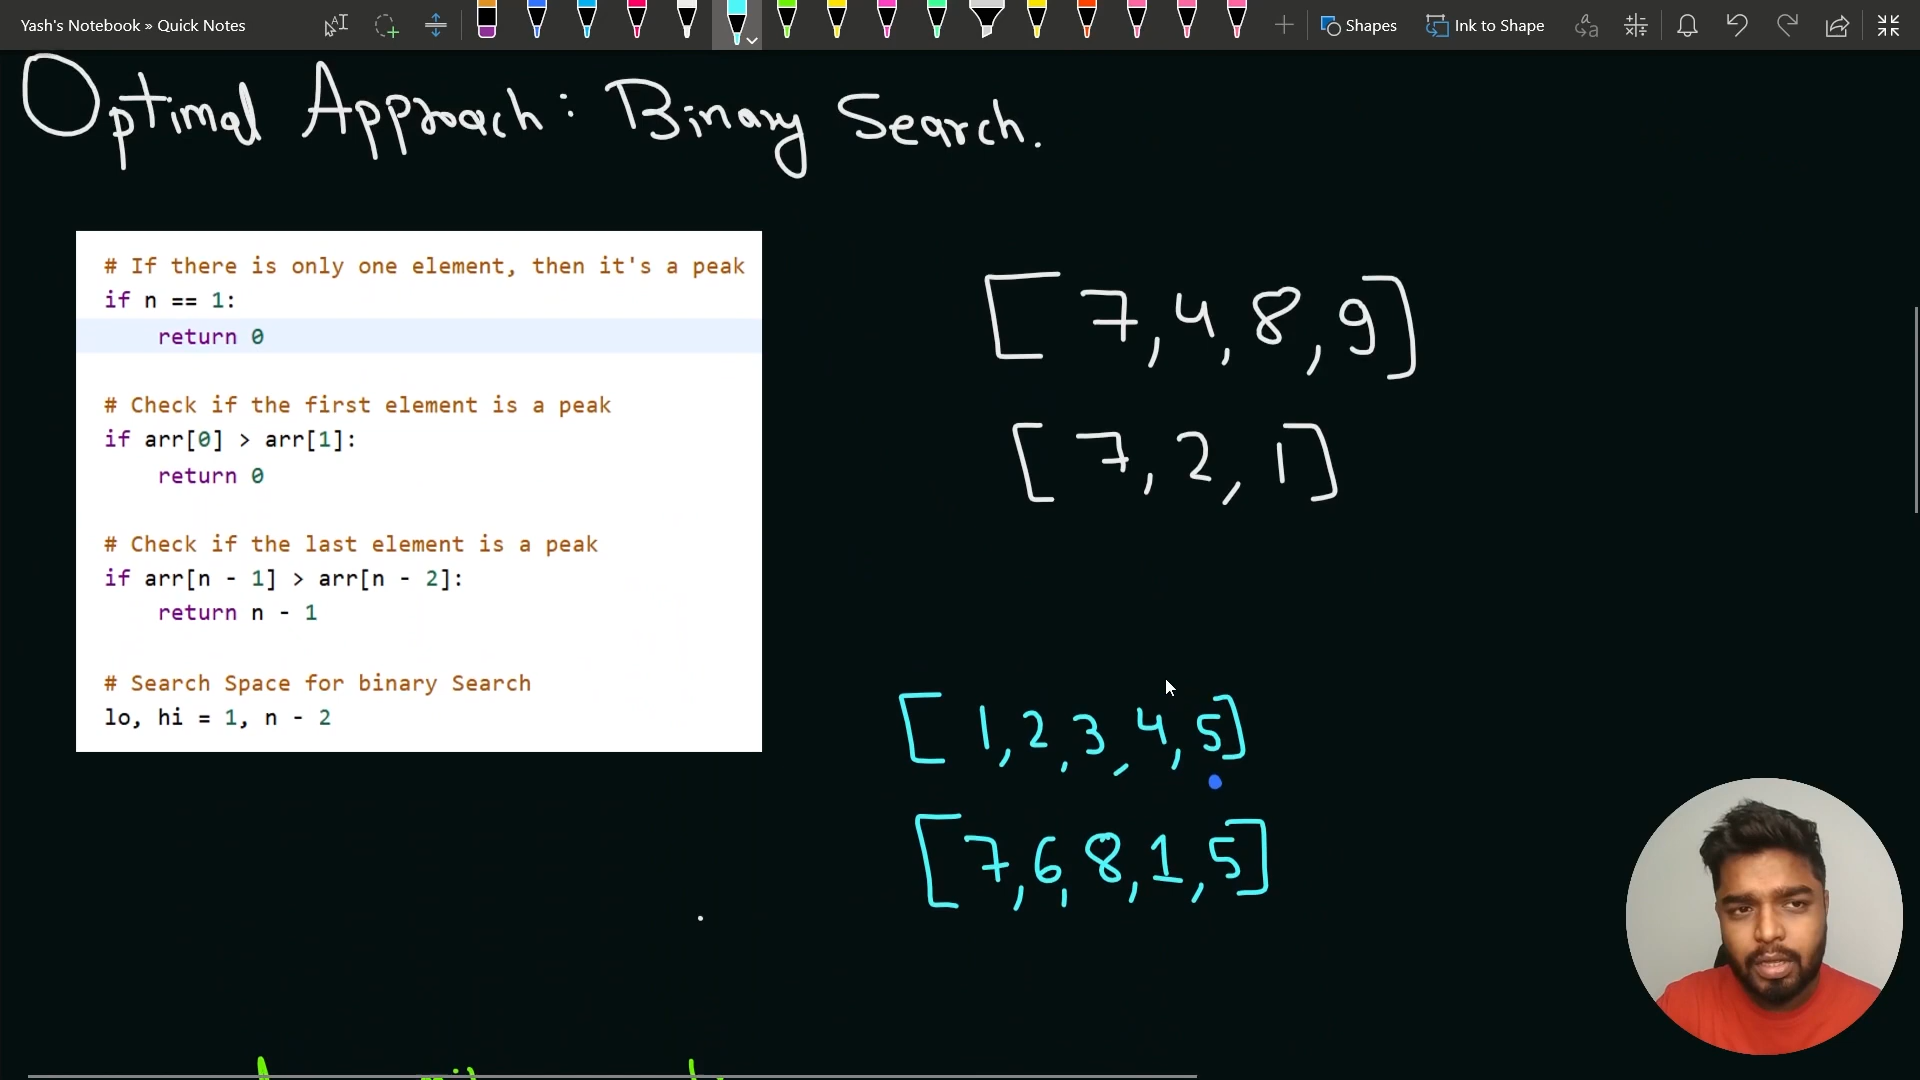 Yash's Notebook » Quick Notes
Shapes
Ink to Shape
Optimal Approach: Binary Search.
# If there is only one element, then it's a peak
if n == 1:
return 0
# Check if the first element is a peak
if arr[0] > arr[1]:
return 0
# Check if the last element is a peak
if arr[n - 1] > arr[n - 2]:
return n - 1
# Search Space for binary Search
lo, hi = 1, n - 2
[7, 4, 8, 9]
[7, 2, 1]
[1, 2, 3, 4, 5]
[7, 6, 8, 1, 5]